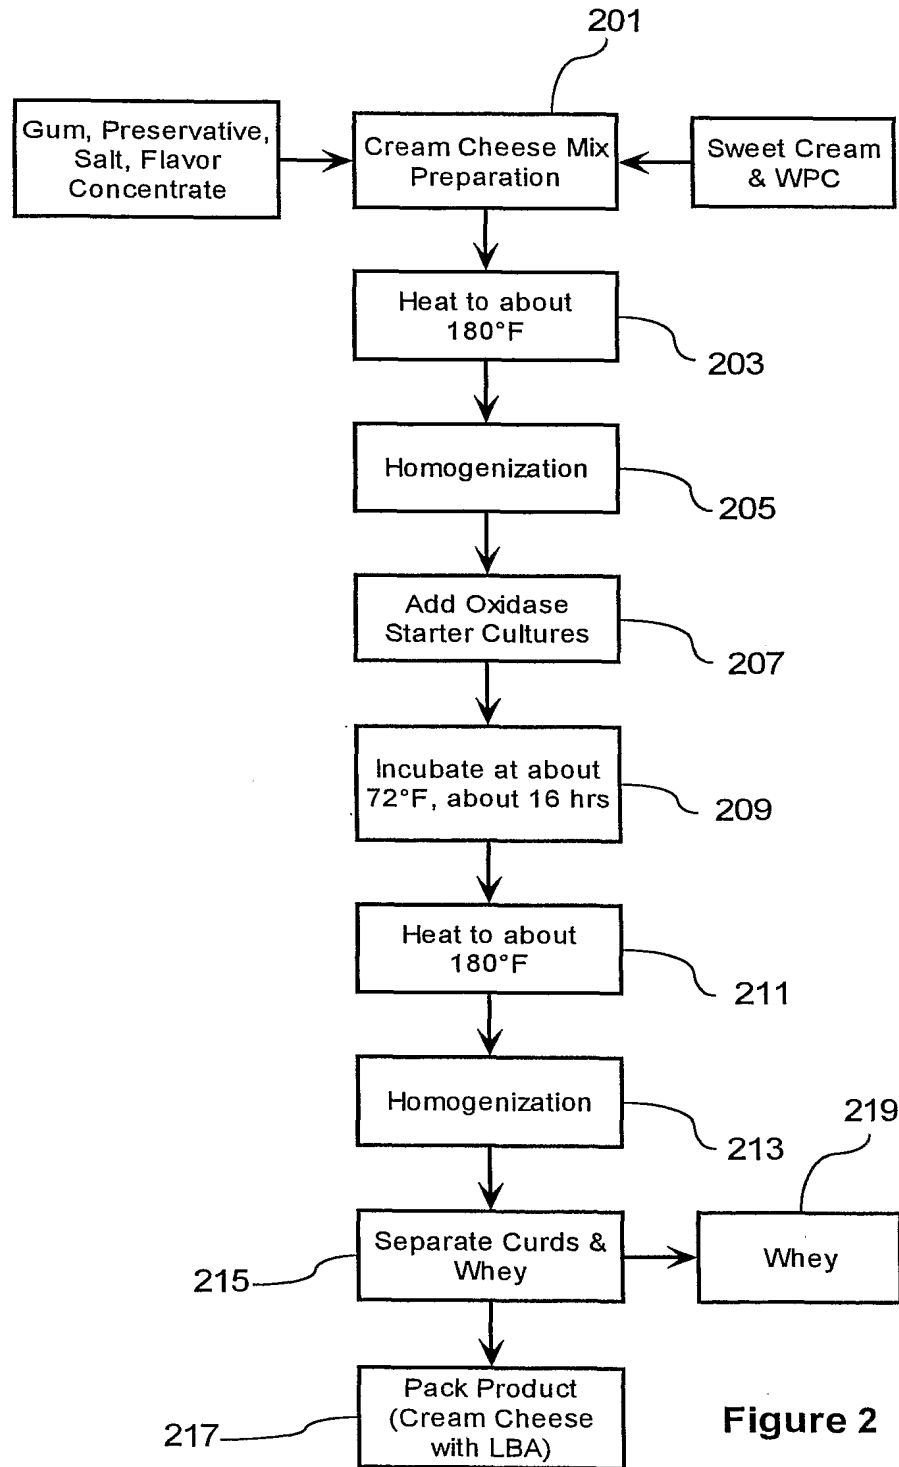 201
Gum, Preservative,
Salt, Flavor
Concentrate
Cream Cheese Mix
Preparation
Sweet Cream
& WPC
Heat to about
180°F
203
Homogenization
205
Add Oxidase
Starter Cultures
207
Incubate at about
72°F, about 16 hrs
209
Heat to about
180°F
211
Homogenization
213
219
Separate Curds &
Whey
215
Whey
Pack Product
(Cream Cheese
with LBA)
217
Figure 2